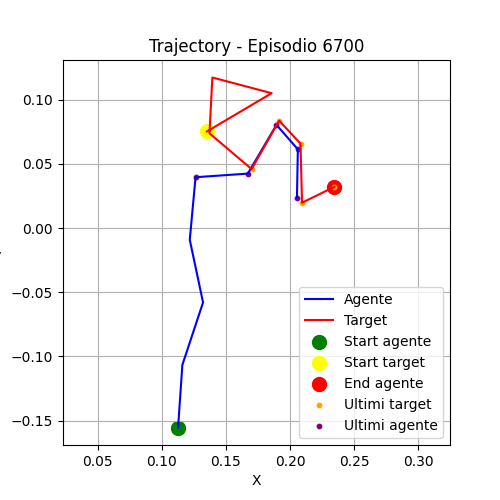 Trajectory - Episodio 6700
0.10
0.05
0.00
−0.05
−0.10
−0.15
Agente
Target
Start agente
Start target
End agente
Ultimi target
Ultimi agente
0.05 0.10 0.15 0.20 0.25 0.30
X